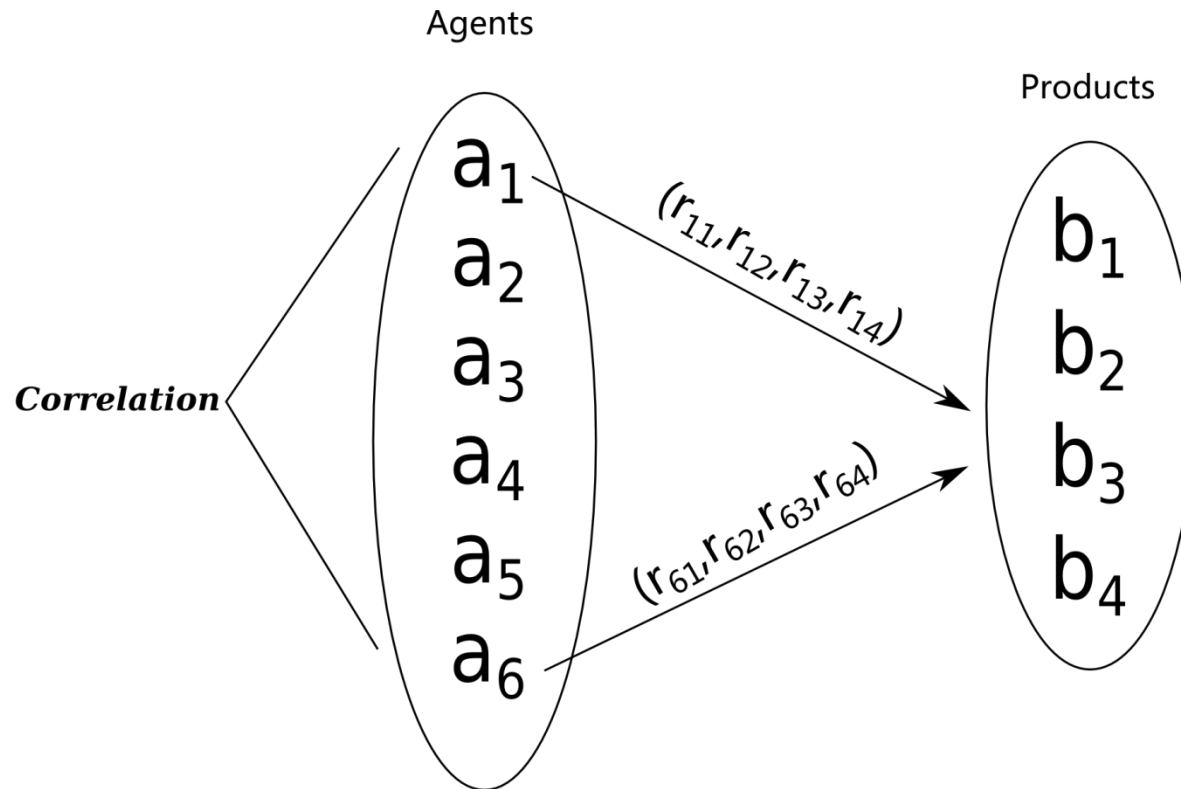 Agents
Products
a₁
a₂
a₃
a₄
a₅
a₆
Correlation
(r₁₁,r₁₂,r₁₃,r₁₄)
(r₆₁,r₆₂,r₆₃,r₆₄)
b₁
b₂
b₃
b₄